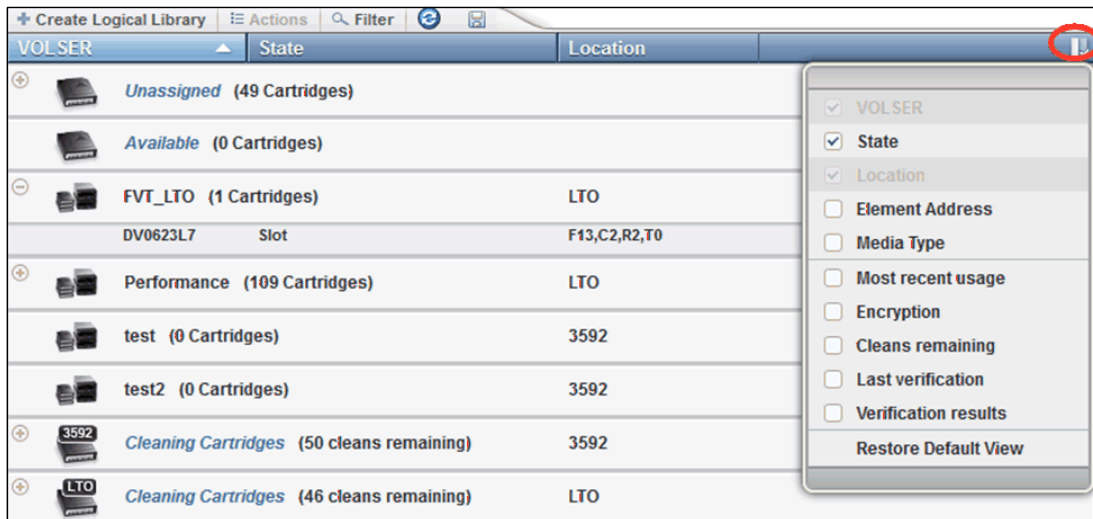 Create Logical Library Actions Filter
VOLSER State Location
Unassigned (49 Cartridges)
Available (0 Cartridges)
FVT_LTO (1 Cartridges) LTO
DV0623L7 Slot F13,C2,R2,T0
Performance (109 Cartridges) LTO
test (0 Cartridges) 3592
test2 (0 Cartridges) 3592
3592 Cleaning Cartridges (50 cleans remaining) 3592
LTO Cleaning Cartridges (46 cleans remaining) LTO
VOLSER
State
Location
Element Address
Media Type
Most recent usage
Encryption
Cleans remaining
Last verification
Verification results
Restore Default View